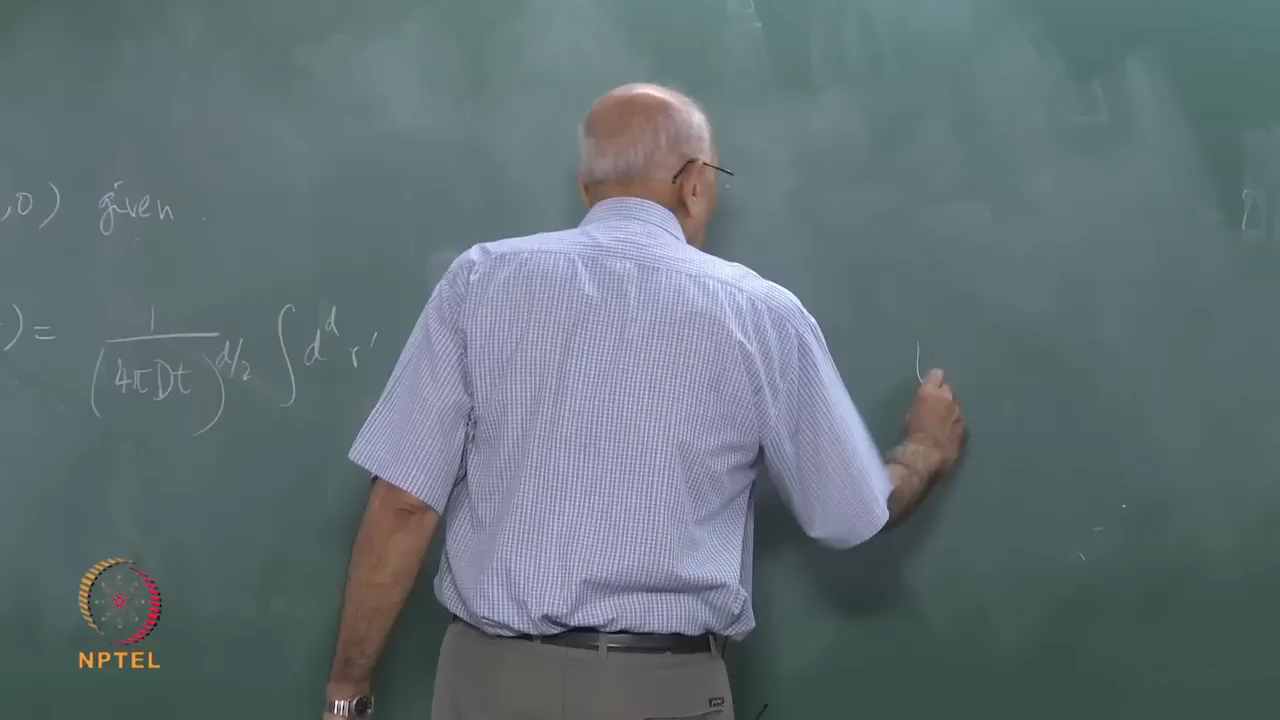 ,0) given.
) = 1/(4πDt)^{d/2} ∫ d^d r'
NPTEL